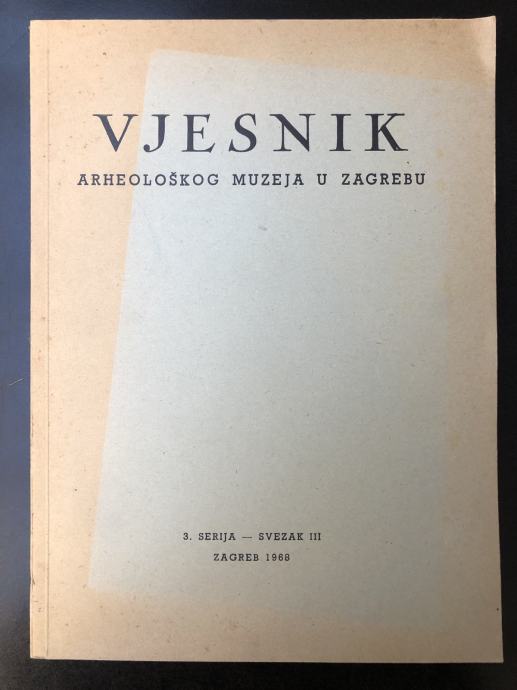 VJESNIK
ARHEOLOŠKOG MUZEJA U ZAGREBU
3. SERIJA — SVEZAK III
ZAGREB 1968